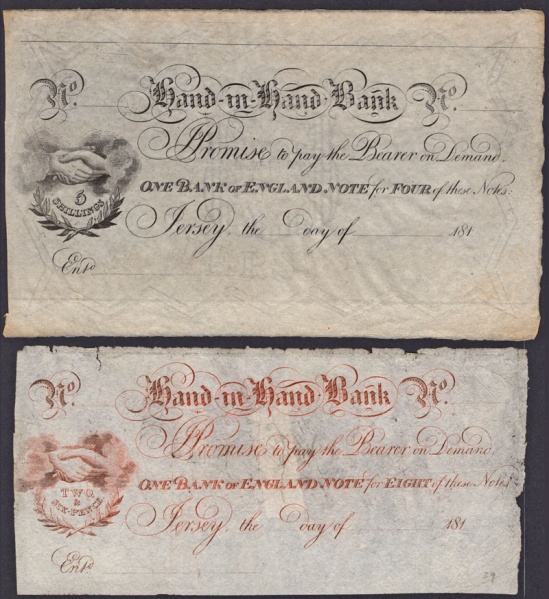 No. Hand-in-Hand Bank No.
I Promise to pay the Bearer on Demand
ONE BANK OF ENGLAND NOTE for FOUR of these Notes:
5
SHILLINGS
Jersey, the day of 181
Entd
No. Hand-in-Hand Bank No.
I Promise to pay the Bearer on Demand
ONE BANK OF ENGLAND NOTE for EIGHT of these Notes
TWO
&
SIX-PENCE
Jersey, the day of 181
Entd.
39